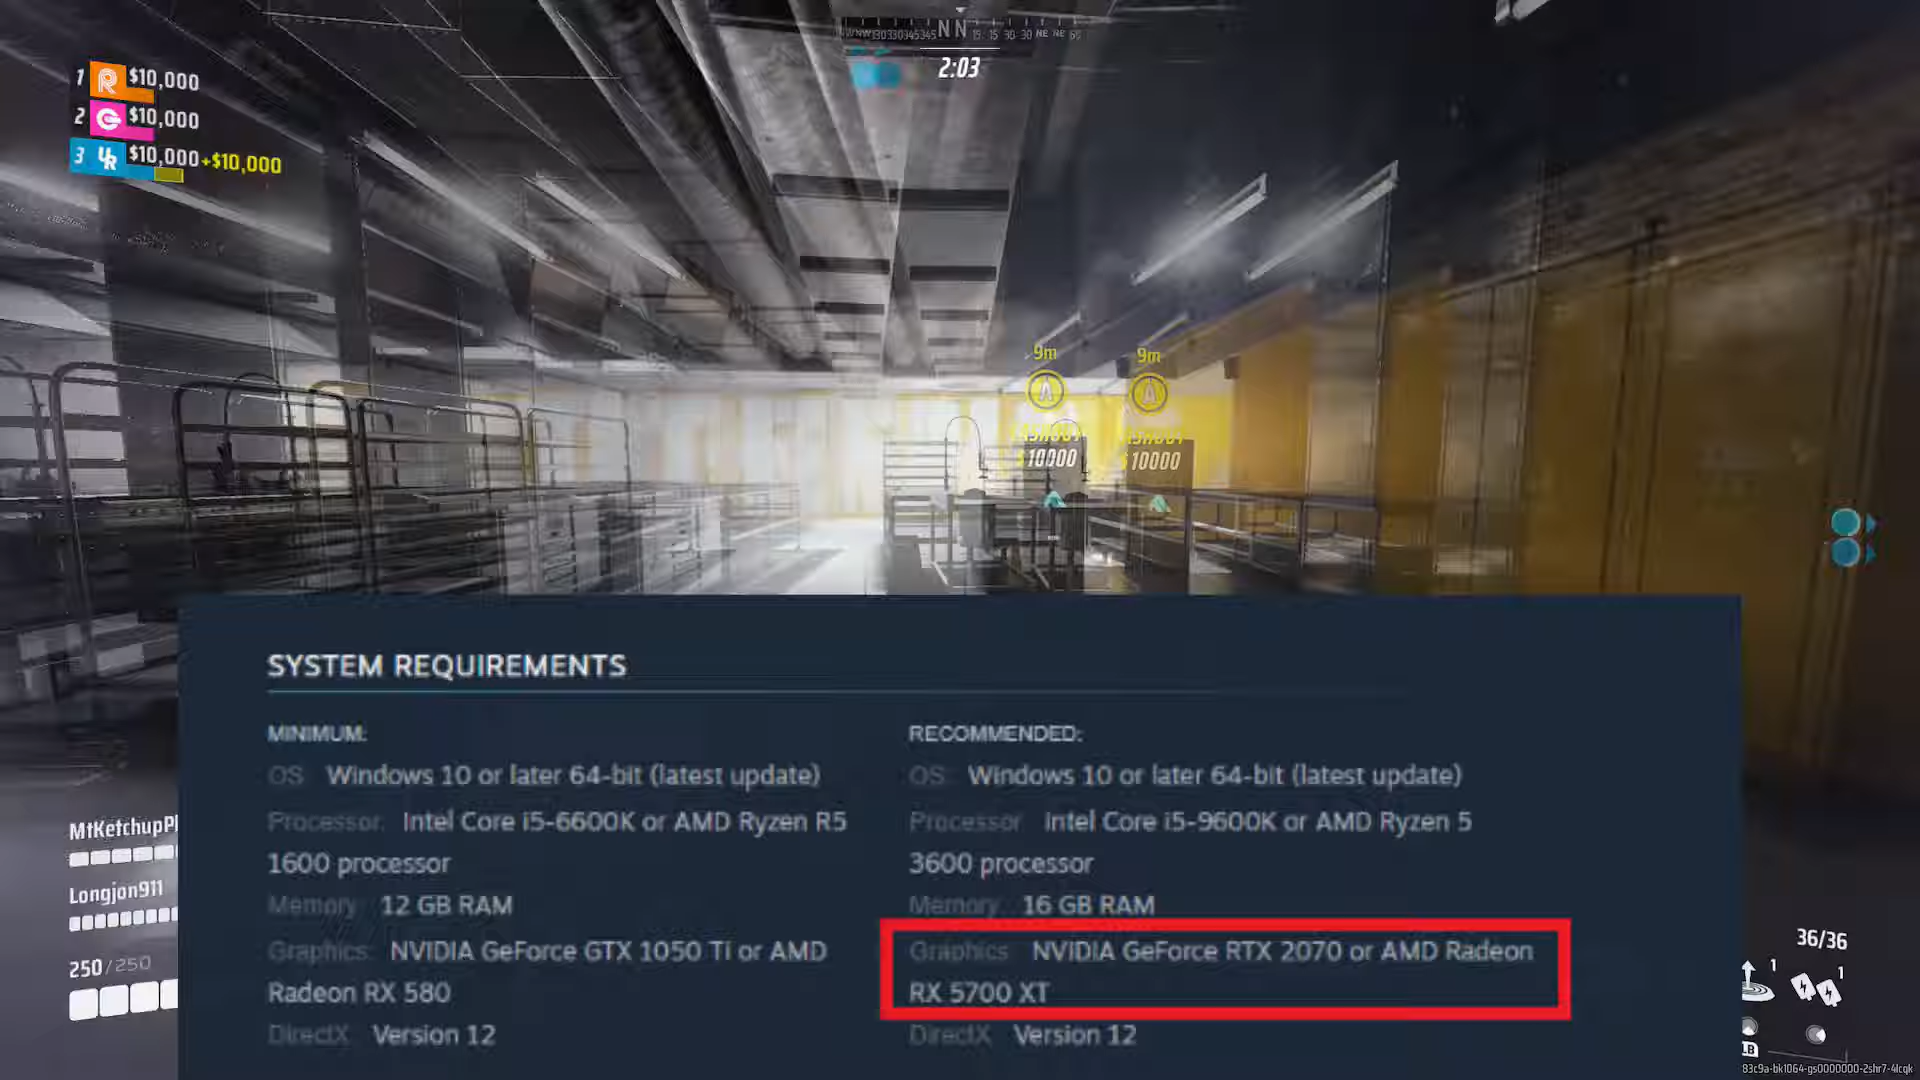 2:03
1 $10,000
2 $10,000
3 $10,000+$10,000
9m 9m
10000 10000
SYSTEM REQUIREMENTS
MINIMUM:
OS: Windows 10 or later 64-bit (latest update)
Processor: Intel Core i5-6600K or AMD Ryzen R5
1600 processor
Memory: 12 GB RAM
Graphics: NVIDIA GeForce GTX 1050 Ti or AMD
Radeon RX 580
DirectX: Version 12
RECOMMENDED:
OS: Windows 10 or later 64-bit (latest update)
Processor: Intel Core i5-9600K or AMD Ryzen 5
3600 processor
Memory: 16 GB RAM
Graphics: NVIDIA GeForce RTX 2070 or AMD Radeon
RX 5700 XT
DirectX: Version 12
MtKetchupP
Longjon911
250/250
36/36
1 1
LB